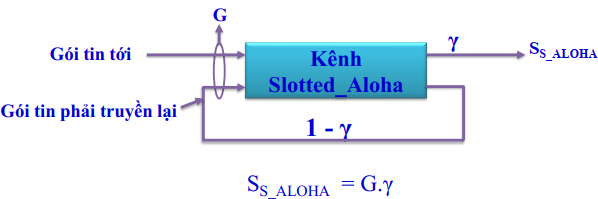 G
Gói tin tới
Kênh
Slotted_Aloha
γ
S_S_ALOHA
Gói tin phải truyền lại
1 - γ
S_S_ALOHA = G.γ